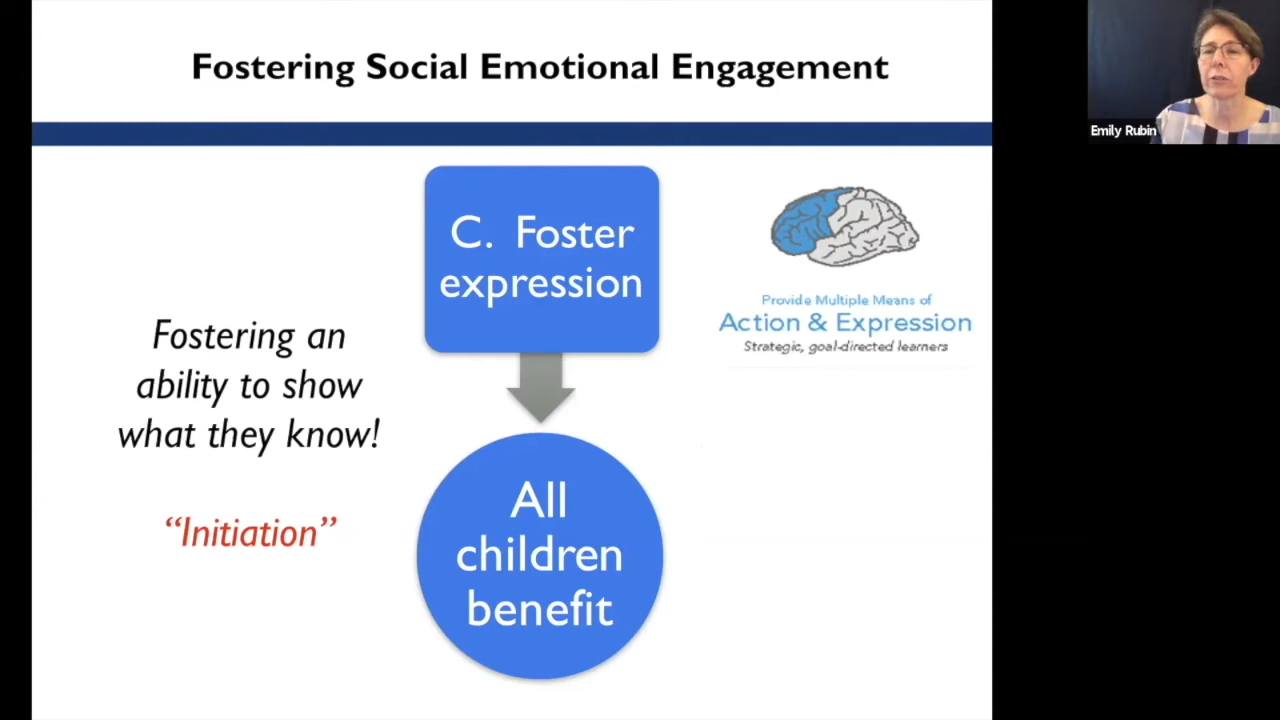 Fostering Social Emotional Engagement
Emily Rubin
C. Foster
expression
Provide Multiple Means of
Action & Expression
Strategic, goal-directed learners
Fostering an
ability to show
what they know!
“Initiation”
All
children
benefit